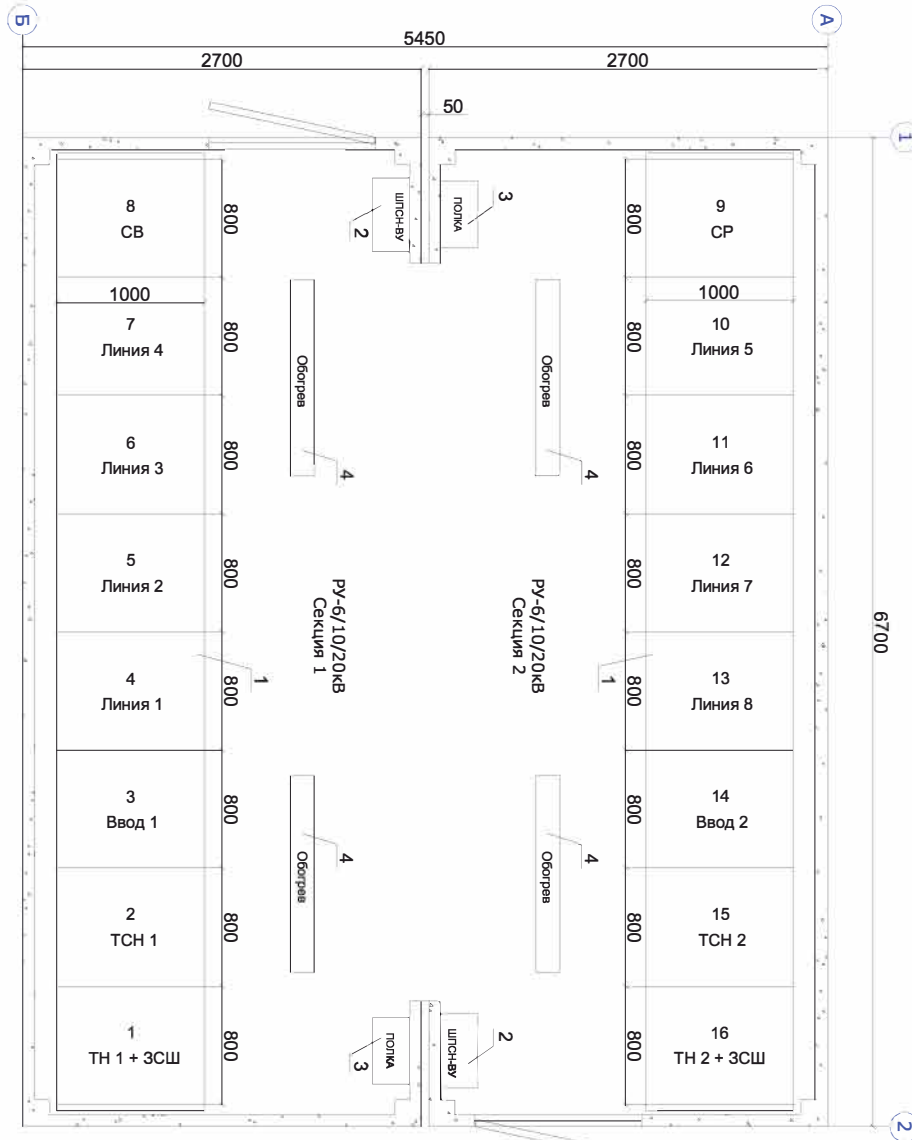 Б
А
5450
2700
2700
50
1
8
СВ
800
ШПСН-ВУ
2
ПОЛКА
3
800
9
СР
1000
1000
7
Линия 4
800
Обогрев
4
Обогрев
4
800
10
Линия 5
6
Линия 3
800
800
11
Линия 6
5
Линия 2
800
РУ-6/10/20кВ
Секция 1
РУ-6/10/20кВ
Секция 2
800
12
Линия 7
6700
4
Линия 1
800
1
1
800
13
Линия 8
3
Ввод 1
800
4
Обогрев
4
Обогрев
800
14
Ввод 2
2
ТСН 1
800
800
15
ТСН 2
1
ТН 1 + ЗСШ
800
ПОЛКА
3
ШПСН-ВУ
2
800
16
ТН 2 + ЗСШ
2